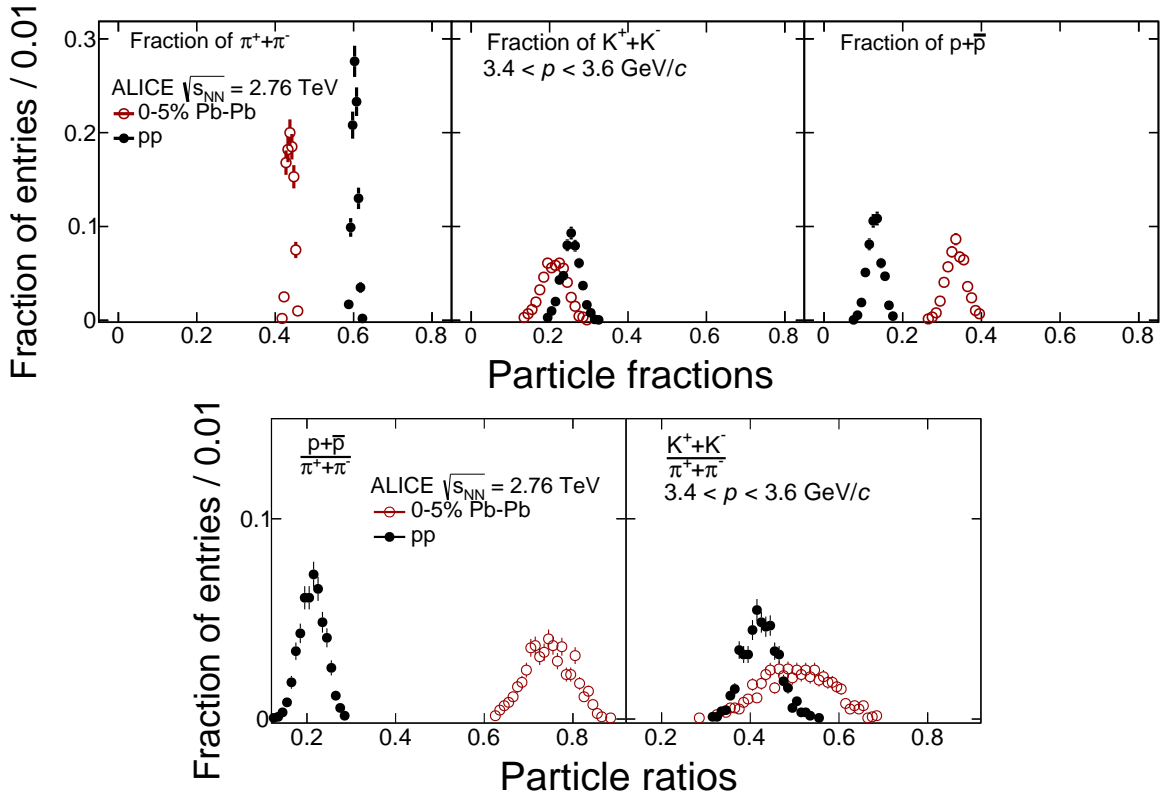 Fraction of entries / 0.01
0.3
0.2
0.1
0
Fraction of π⁺+π⁻
ALICE √s_NN = 2.76 TeV
0-5% Pb-Pb
pp
Fraction of K⁺+K⁻
3.4 < p < 3.6 GeV/c
Fraction of p+p̅
0 0.2 0.4 0.6 0.8
0 0.2 0.4 0.6 0.8
0 0.2 0.4 0.6 0.8
Particle fractions
Fraction of entries / 0.01
0.1
0
p+p̅
π⁺+π⁻
ALICE √s_NN = 2.76 TeV
0-5% Pb-Pb
pp
K⁺+K⁻
π⁺+π⁻
3.4 < p < 3.6 GeV/c
0.2 0.4 0.6 0.8
0.2 0.4 0.6 0.8
Particle ratios